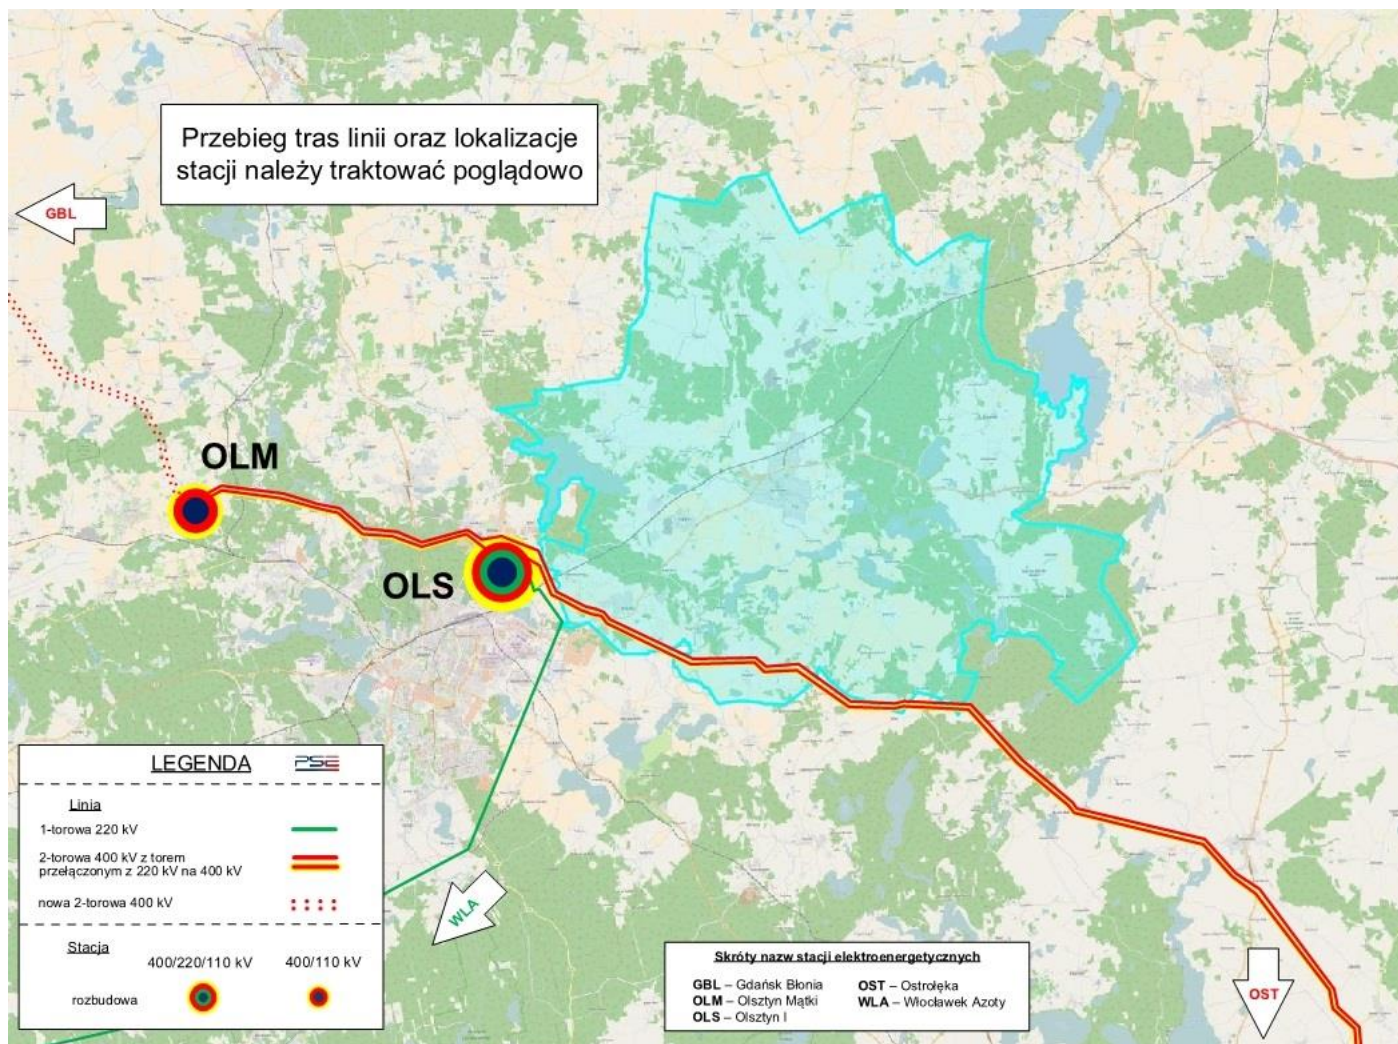 Przebieg tras linii oraz lokalizacje
stacji należy traktować poglądowo
GBL
OLM
OLS
WLA
OST
LEGENDA PSE
Linia
1-torowa 220 kV
2-torowa 400 kV z torem
przełączonym z 220 kV na 400 kV
nowa 2-torowa 400 kV
Stacja
400/220/110 kV 400/110 kV
rozbudowa
Skróty nazw stacji elektroenergetycznych
GBL – Gdańsk Błonia OST – Ostrołęka
OLM – Olsztyn Mątki WLA – Włocławek Azoty
OLS – Olsztyn I